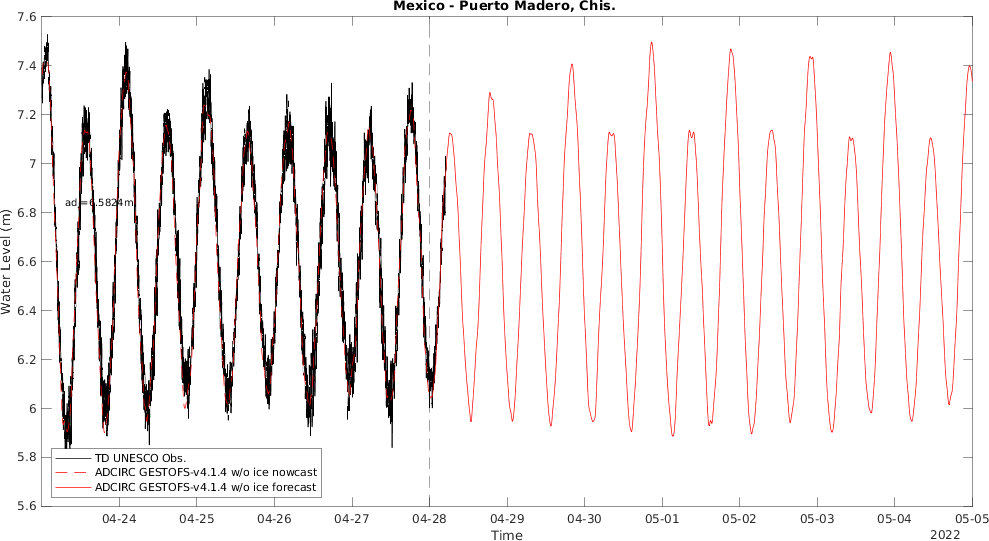 Mexico - Puerto Madero, Chis.
7.6
7.4
7.2
7
6.8
6.6
6.4
6.2
6
5.8
5.6
Water Level (m)
adj=6.5824m
TD UNESCO Obs.
ADCIRC GESTOFS-v4.1.4 w/o ice nowcast
ADCIRC GESTOFS-v4.1.4 w/o ice forecast
04-24 04-25 04-26 04-27 04-28 04-29 04-30 05-01 05-02 05-03 05-04 05-05
Time
2022